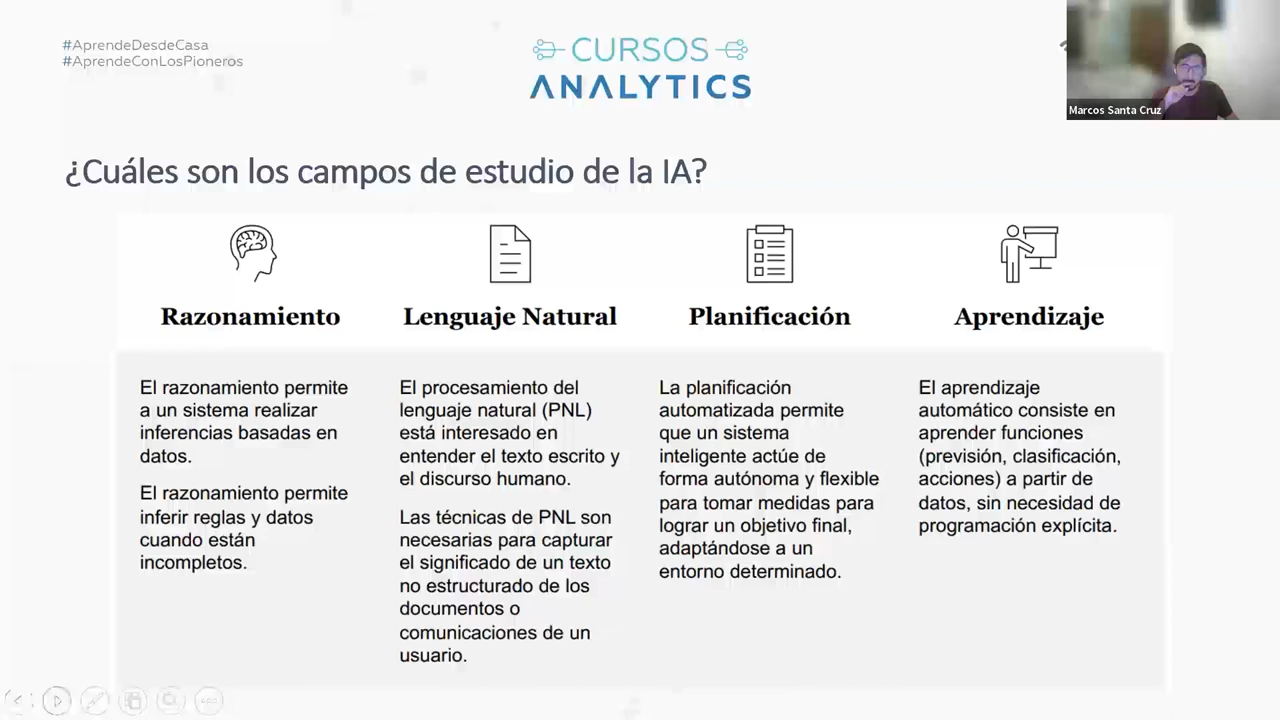 #AprendeDesdeCasa
#AprendeConLosPioneros
CURSOS
ANALYTICS
Marcos Santa Cruz
¿Cuáles son los campos de estudio de la IA?
Razonamiento
El razonamiento permite
a un sistema realizar
inferencias basadas en
datos.
El razonamiento permite
inferir reglas y datos
cuando están
incompletos.
Lenguaje Natural
El procesamiento del
lenguaje natural (PNL)
está interesado en
entender el texto escrito y
el discurso humano.
Las técnicas de PNL son
necesarias para capturar
el significado de un texto
no estructurado de los
documentos o
comunicaciones de un
usuario.
Planificación
La planificación
automatizada permite
que un sistema
inteligente actúe de
forma autónoma y flexible
para tomar medidas para
lograr un objetivo final,
adaptándose a un
entorno determinado.
Aprendizaje
El aprendizaje
automático consiste en
aprender funciones
(previsión, clasificación,
acciones) a partir de
datos, sin necesidad de
programación explícita.